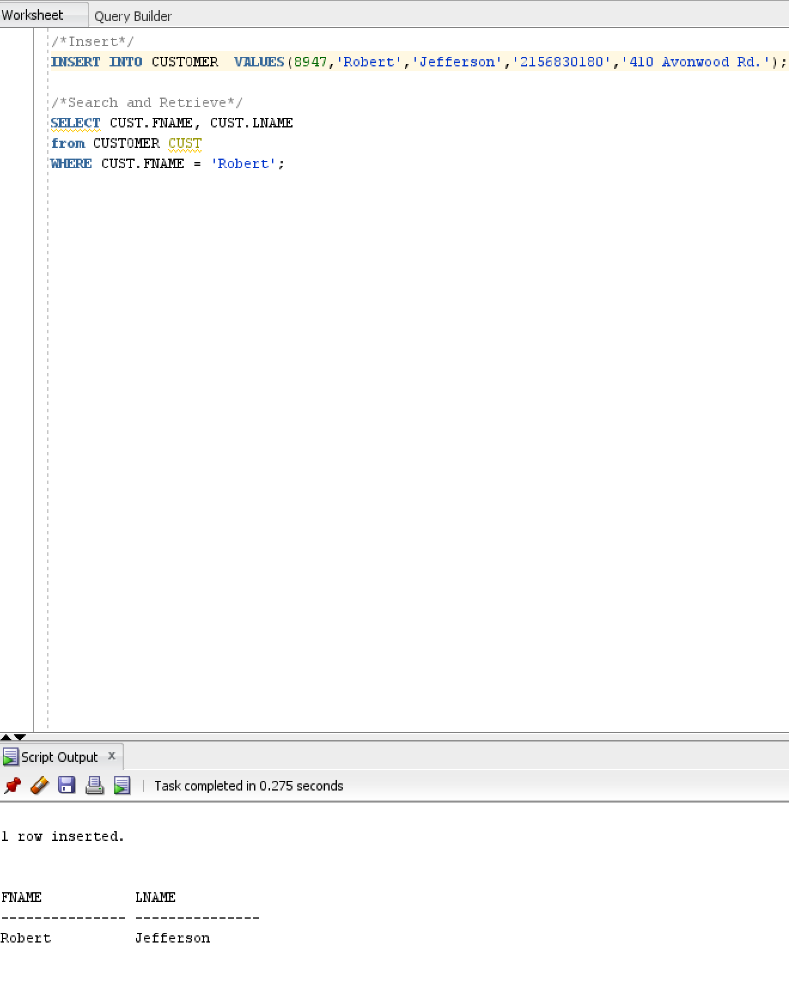 Worksheet Query Builder
/*Insert*/
INSERT INTO CUSTOMER  VALUES(8947,'Robert','Jefferson','2156830180','410 Avonwood Rd.');
/*Search and Retrieve*/
SELECT CUST.FNAME, CUST.LNAME
from CUSTOMER CUST
WHERE CUST.FNAME = 'Robert';
Script Output x
Task completed in 0.275 seconds
1 row inserted.
FNAME           LNAME
--------------- ---------------
Robert          Jefferson